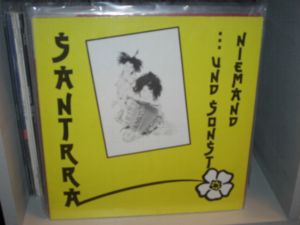 SANTRRA
... UND SONST
NIEMAND